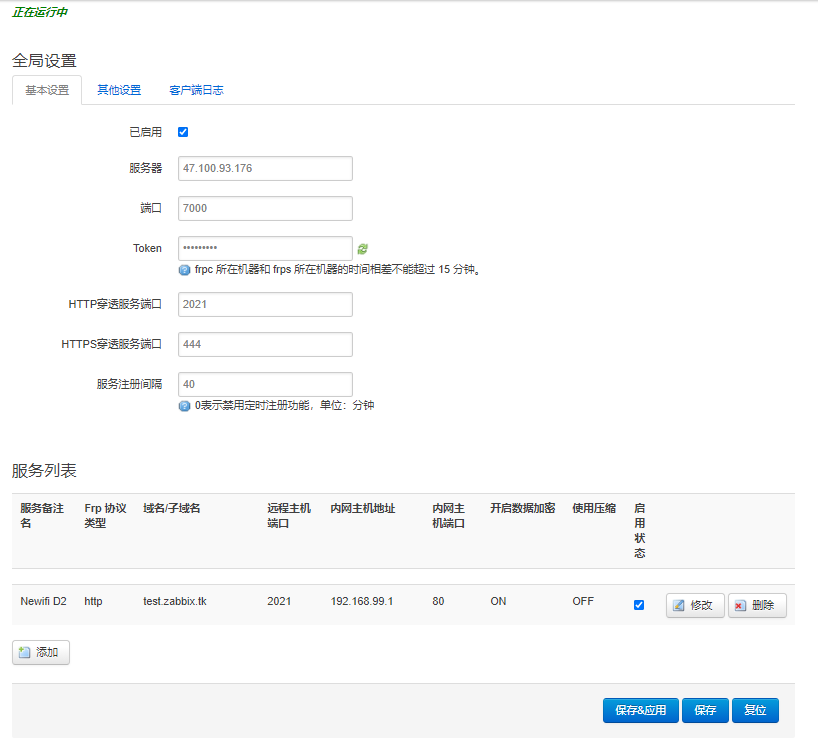 正在运行中
全局设置
基本设置 其他设置 客户端日志
已启用
服务器 47.100.93.176
端口 7000
Token •••••••••
frpc 所在机器和 frps 所在机器的时间相差不能超过 15 分钟。
HTTP穿透服务端口 2021
HTTPS穿透服务端口 444
服务注册间隔 40
0表示禁用定时注册功能，单位：分钟
服务列表
服务备注名 Frp 协议类型 域名/子域名 远程主机端口 内网主机地址 内网主机端口 开启数据加密 使用压缩 启用状态
Newifi D2 http test.zabbix.tk 2021 192.168.99.1 80 ON OFF 修改 删除
添加
保存&应用 保存 复位